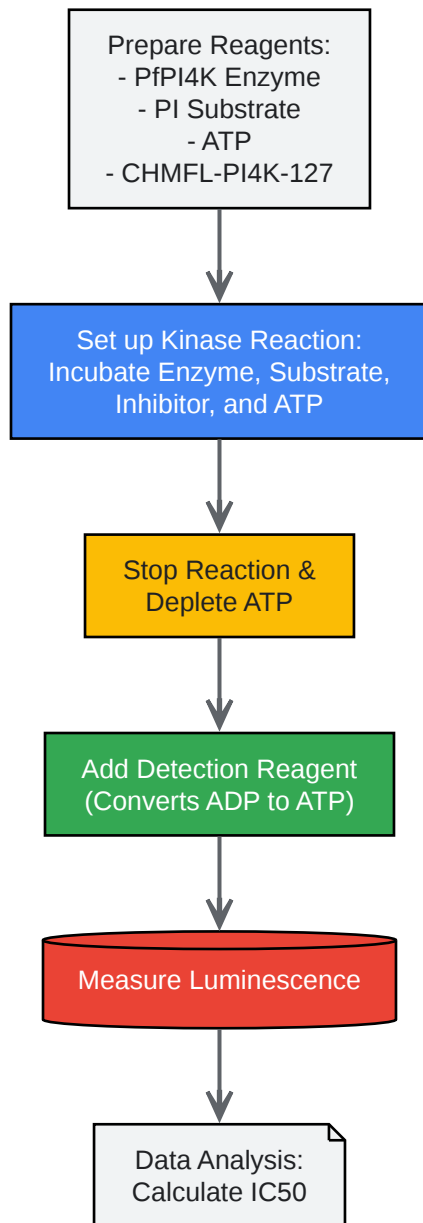 Prepare Reagents:
- PfPI4K Enzyme
- PI Substrate
- ATP
- CHMFL-PI4K-127
Set up Kinase Reaction:
Incubate Enzyme, Substrate,
Inhibitor, and ATP
Stop Reaction &
Deplete ATP
Add Detection Reagent
(Converts ADP to ATP)
Measure Luminescence
Data Analysis:
Calculate IC50